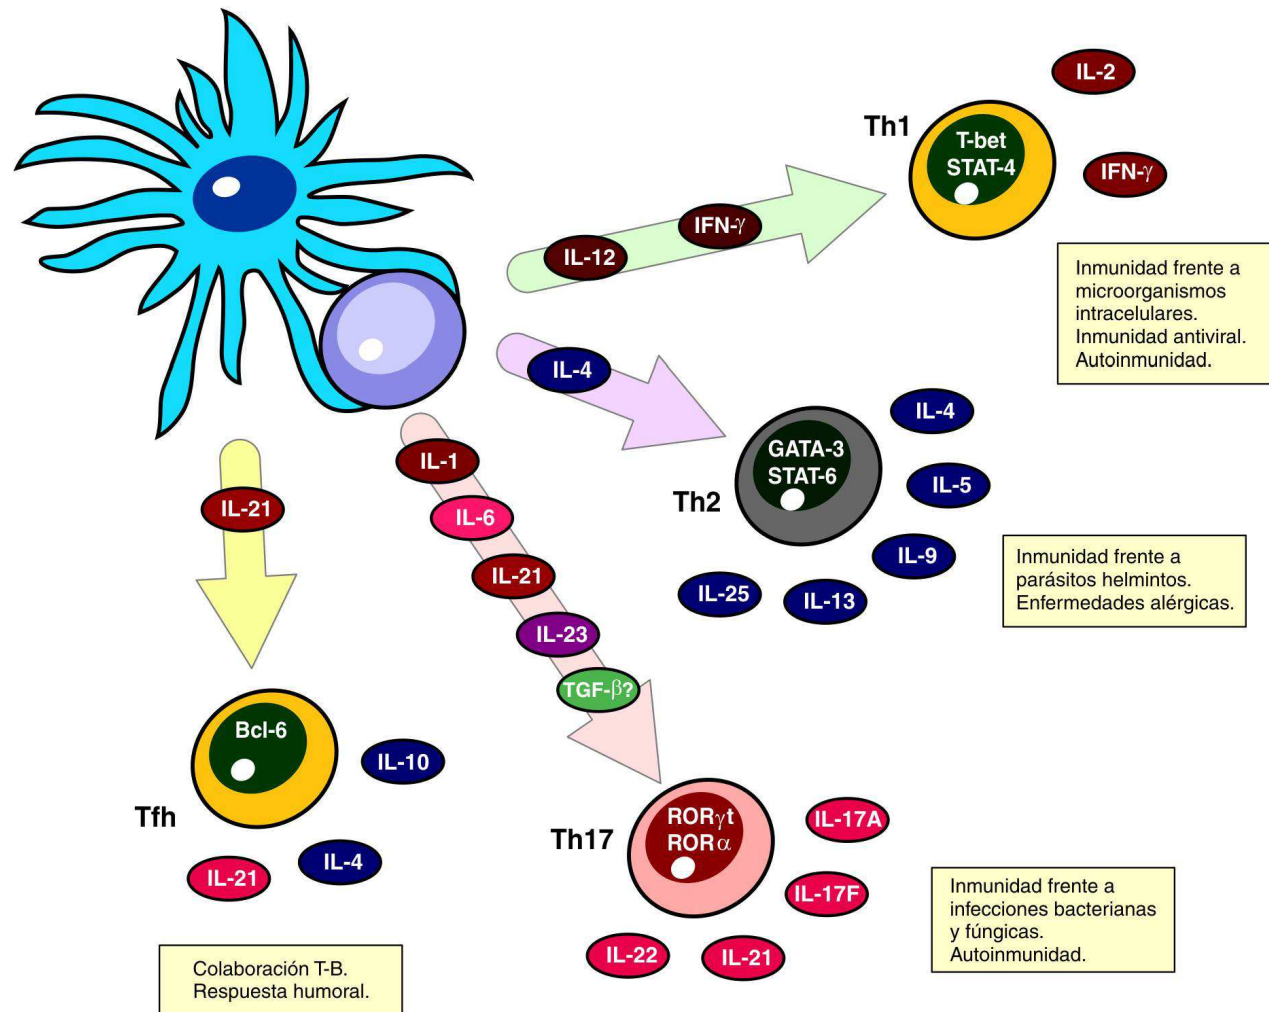 IL-2
Th1
T-bet
STAT-4
IFN-γ
IFN-γ
IL-12
Inmunidad frente a
microorganismos
intracelulares.
Inmunidad antiviral.
Autoinmunidad.
IL-4
IL-4
GATA-3
STAT-6
Th2
IL-5
IL-9
IL-13
IL-25
Inmunidad frente a
parásitos helmintos.
Enfermedades alérgicas.
IL-1
IL-6
IL-21
IL-23
TGF-β?
Th17
RORγt
RORα
IL-17A
IL-17F
IL-21
IL-22
Inmunidad frente a
infecciones bacterianas
y fúngicas.
Autoinmunidad.
IL-21
Bcl-6
Tfh
IL-10
IL-4
IL-21
Colaboración T-B.
Respuesta humoral.